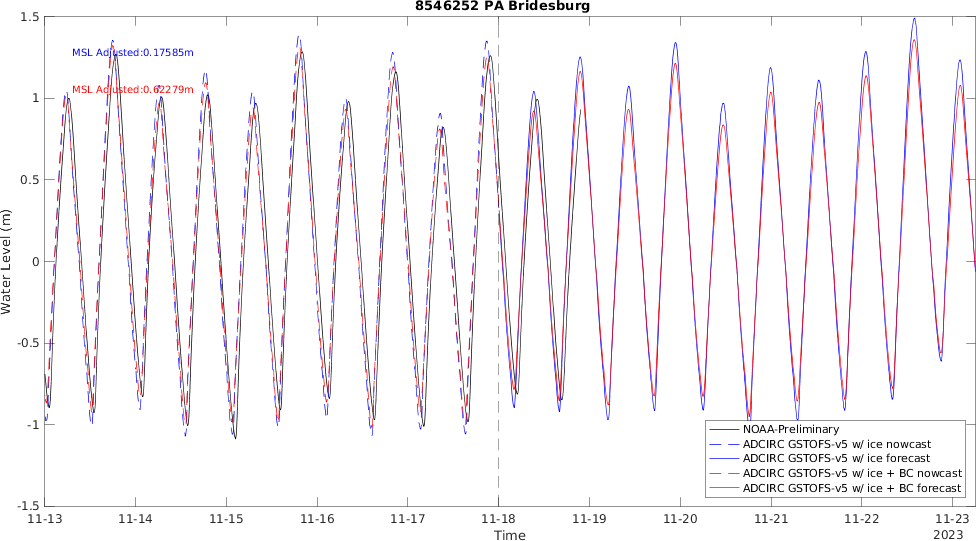 8546252 PA Bridesburg
1.5
1
0.5
0
-0.5
-1
-1.5
Water Level (m)
MSL Adjusted:0.17585m
MSL Adjusted:0.62279m
NOAA-Preliminary
ADCIRC GSTOFS-v5 w/ ice nowcast
ADCIRC GSTOFS-v5 w/ ice forecast
ADCIRC GSTOFS-v5 w/ ice + BC nowcast
ADCIRC GSTOFS-v5 w/ ice + BC forecast
11-13 11-14 11-15 11-16 11-17 11-18 11-19 11-20 11-21 11-22 11-23
Time
2023